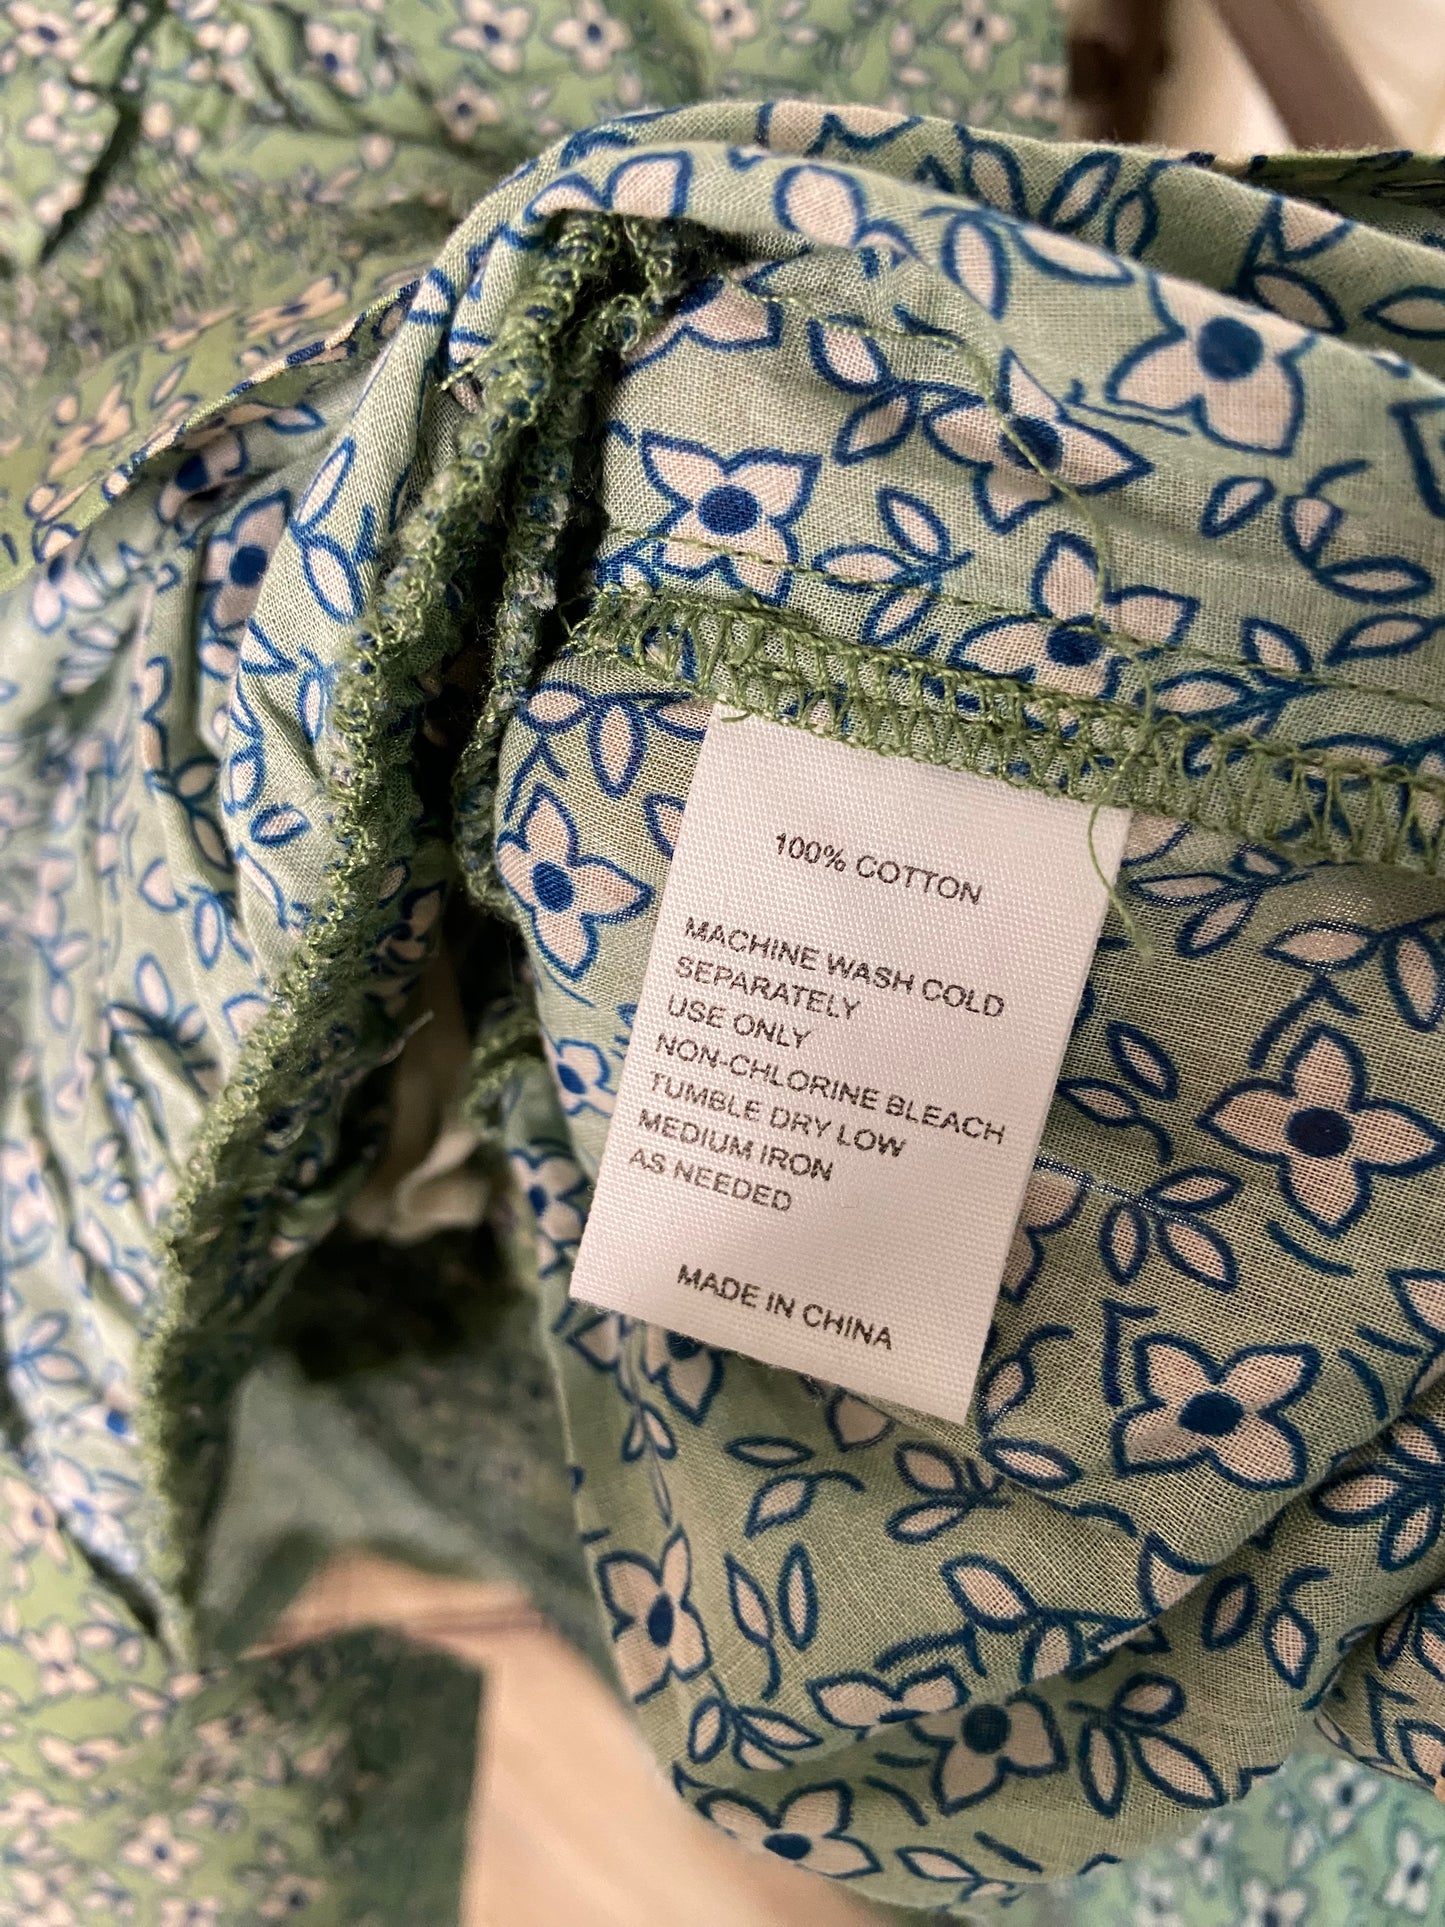 100% COTTON
MACHINE WASH COLD
SEPARATELY
USE ONLY
NON-CHLORINE BLEACH
TUMBLE DRY LOW
MEDIUM IRON
AS NEEDED
MADE IN CHINA